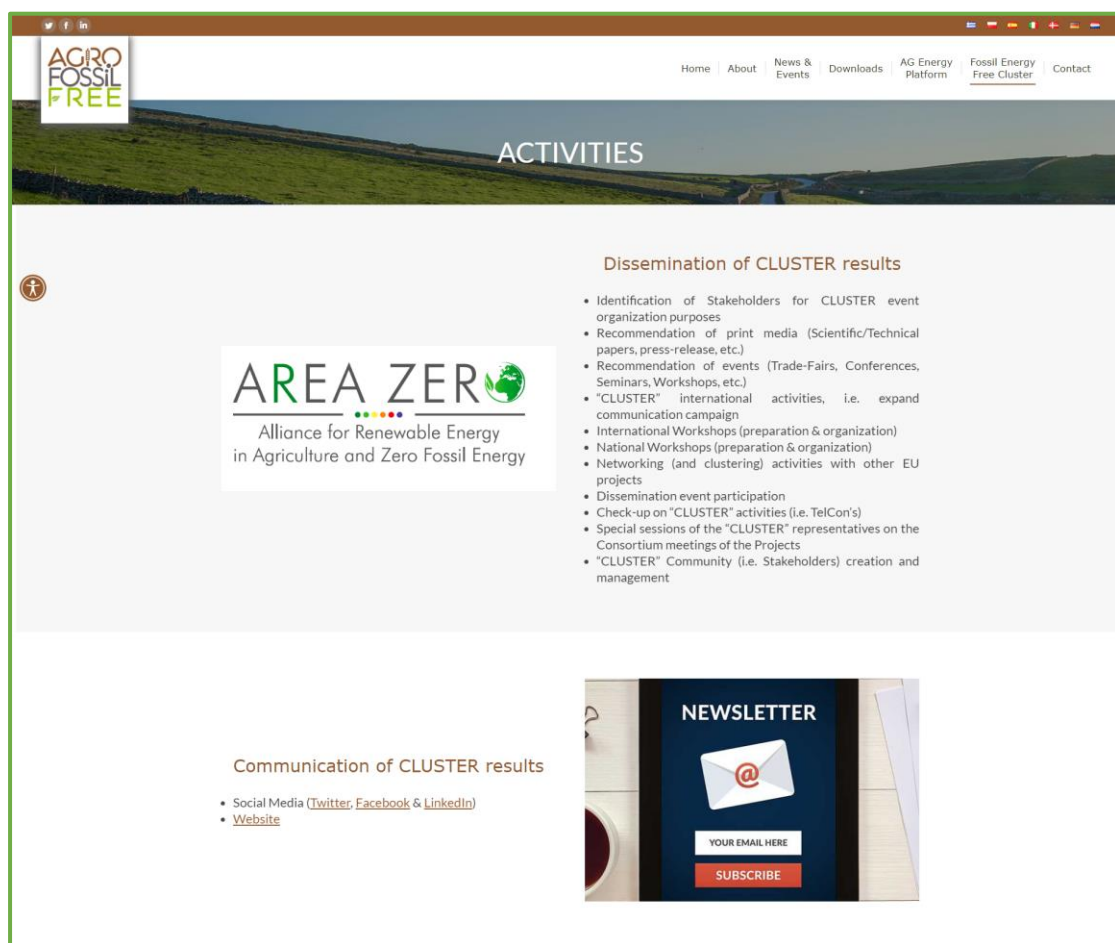 AGRO
FOSSIL
FREE
Home
About
News &
Events
Downloads
AG Energy
Platform
Fossil Energy
Free Cluster
Contact
ACTIVITIES
AREA ZERO
Alliance for Renewable Energy
in Agriculture and Zero Fossil Energy
Dissemination of CLUSTER results
• Identification of Stakeholders for CLUSTER event
organization purposes
• Recommendation of print media (Scientific/Technical
papers, press-release, etc.)
• Recommendation of events (Trade-Fairs, Conferences,
Seminars, Workshops, etc.)
• “CLUSTER” international activities, i.e. expand
communication campaign
• International Workshops (preparation & organization)
• National Workshops (preparation & organization)
• Networking (and clustering) activities with other EU
projects
• Dissemination event participation
• Check-up on “CLUSTER” activities (i.e. TelCon’s)
• Special sessions of the “CLUSTER” representatives on the
Consortium meetings of the Projects
• “CLUSTER” Community (i.e. Stakeholders) creation and
management
Communication of CLUSTER results
• Social Media (Twitter, Facebook & LinkedIn)
• Website
NEWSLETTER
@
YOUR EMAIL HERE
SUBSCRIBE